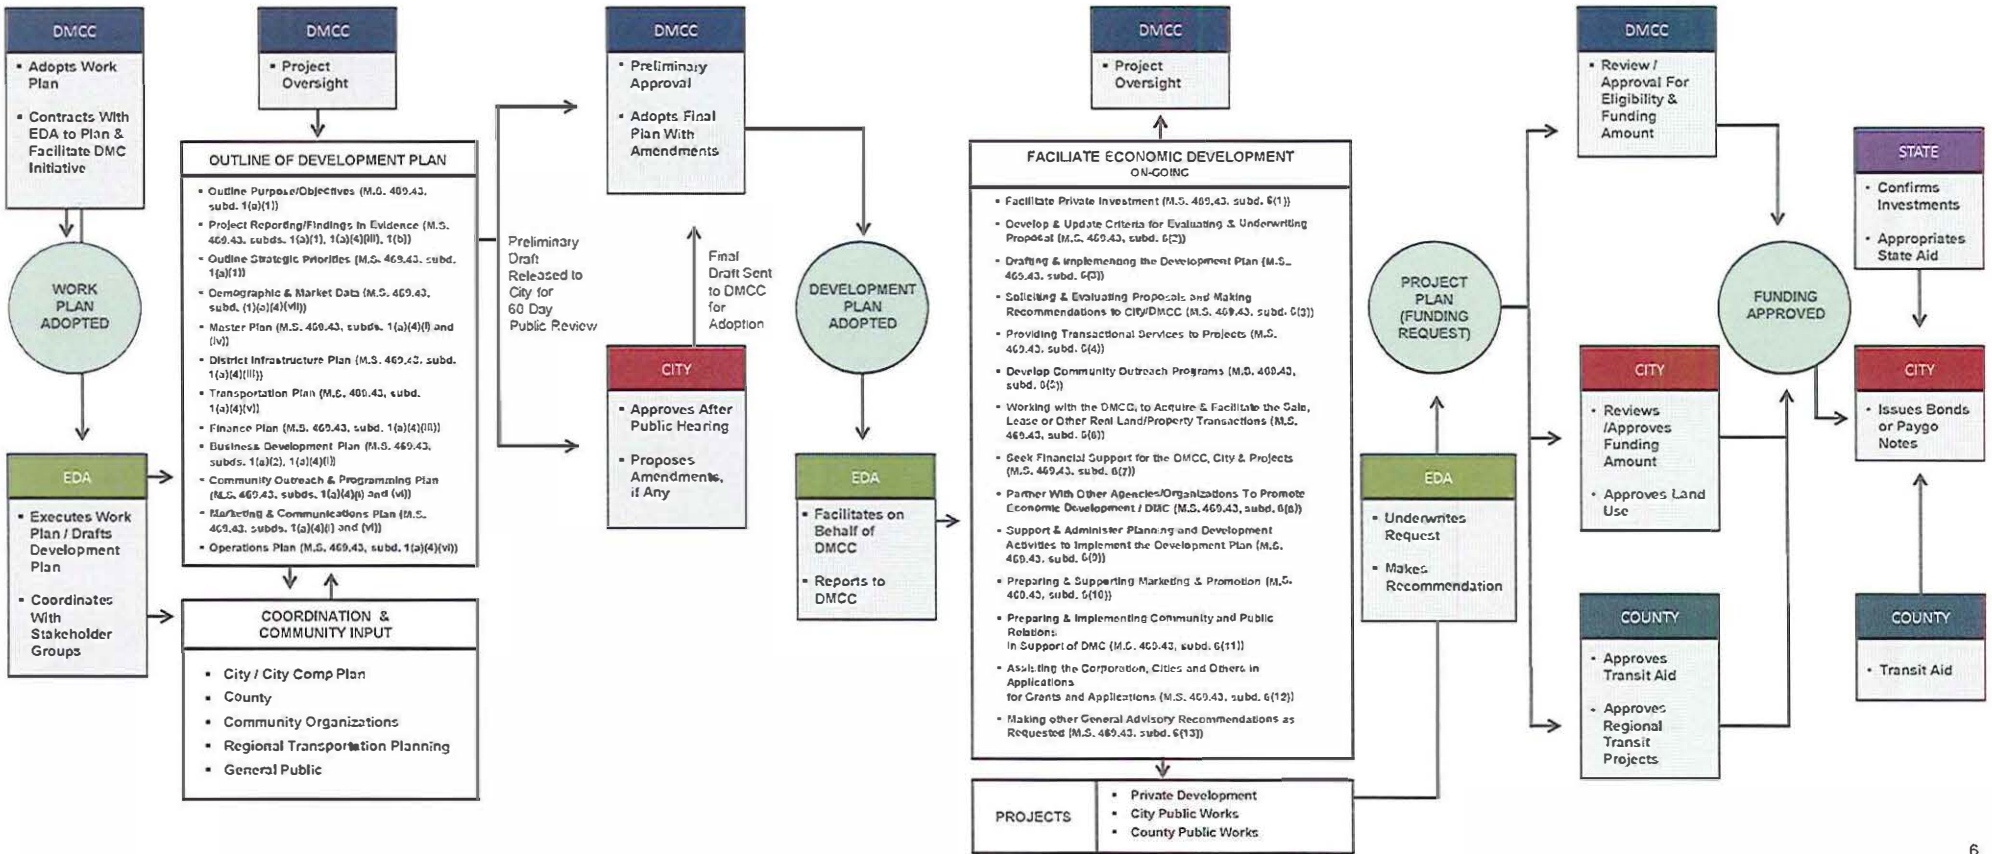 DMCC
▪ Adopts Work
Plan
▪ Contracts With
EDA to Plan &
Facilitate DMC
Initiative
WORK
PLAN
ADOPTED
EDA
▪ Executes Work
Plan / Drafts
Development
Plan
▪ Coordinates
With
Stakeholder
Groups
DMCC
▪ Project
Oversight
OUTLINE OF DEVELOPMENT PLAN
▪ Outline Purpose/Objectives (M.S. 469.43,
subd. 1(a)(1)
▪ Project Reporting/Findings in Evidence (M.S.
469.43, subds. 1(a)(1), 1(a)(4)(iii), 1(b))
▪ Outline Strategic Priorities (M.S. 469.43. subd.
1(a)(1))
▪ Demographic & Market Data (M.S. 469.43,
subd. (1)(a)(4)(vii))
▪ Master Plan (M.S. 469.43, subds. 1(a)(4)(i) and
(iv))
▪ District Infrastructure Plan (M.S. 469.43. subd.
1(a)(4)(iii))
▪ Transportation Plan (M.S. 469.43, subd.
1(a)(4)(v))
▪ Finance Plan (M.S. 469.43, subd. 1(a)(4)(iii))
▪ Business Development Plan (M.S. 469.43,
subds. 1(a)(2), 1(a)(4)(i))
▪ Community Outreach & Programming Plan
(M.S. 469.43, subds. 1(a)(4)(i) and (vi))
▪ Marketing & Communications Plan (M.S.
469.43, subds. 1(a)(4)(i) and (vi))
▪ Operations Plan (M.S. 469.43, subd. 1(a)(4)(vi))
COORDINATION &
COMMUNITY INPUT
▪ City / City Comp Plan
▪ County
▪ Community Organizations
▪ Regional Transportation Planning
▪ General Public
Preliminary
Draft
Released to
City for
60 Day
Public Review
DMCC
▪ Preliminary
Approval
▪ Adopts Final
Plan With
Amendments
Final
Draft Sent
to DMCC
for
Adoption
CITY
▪ Approves After
Public Hearing
▪ Proposes
Amendments,
if Any
DEVELOPMENT
PLAN
ADOPTED
EDA
▪ Facilitates on
Behalf of
DMCC
▪ Reports to
DMCC
DMCC
▪ Project
Oversight
FACILIATE ECONOMIC DEVELOPMENT
ON-GOING
▪ Facilitate Private Investment (M.S. 469.43, subd. 6(1))
▪ Develop & Update Criteria for Evaluating & Underwriting
Proposal (M.S. 469.43, subd. 6(2))
▪ Drafting & Implementing the Development Plan (M.S.
469.43. subd. 6(3))
▪ Soliciting & Evaluating Proposals and Making
Recommendations to City/DMCC (M.S. 469.43, subd. 6(3))
▪ Providing Transactional Services to Projects (M.S.
469.43. subd. 6(4))
▪ Develop Community Outreach Programs (M.S. 469.43,
subd. 6(5))
▪ Working with the DMCC, to Acquire & Facilitate the Sale,
Lease or Other Real Land/Property Transactions (M.S.
469.43, subd. 6(6))
▪ Seek Financial Support for the DMCC, City & Projects
(M.S. 469.43, subd. 6(7))
▪ Partner With Other Agencies/Organizations To Promote
Economic Development / DMC (M.S. 469.43, subd. 6(8))
▪ Support & Administer Planning and Development
Activities to Implement the Development Plan (M.S.
469.43, subd. 6(9))
▪ Preparing & Supporting Marketing & Promotion (M.S.
469.43, subd. 6(10))
▪ Preparing & Implementing Community and Public
Relations
in Support of DMC (M.S. 469.43, subd. 6(11))
▪ Assisting the Corporation, Cities and Others in
Applications
for Grants and Applications (M.S. 469.43, subd. 6(12))
▪ Making other General Advisory Recommendations as
Requested (M.S. 469.43. subd. 6(13))
PROJECTS
▪ Private Development
▪ City Public Works
▪ County Public Works
PROJECT
PLAN
(FUNDING
REQUEST)
EDA
▪ Underwrites
Request
▪ Makes
Recommendation
DMCC
▪ Review /
Approval For
Eligibility &
Funding
Amount
CITY
▪ Reviews
/Approves
Funding
Amount
▪ Approves Land
Use
COUNTY
▪ Approves
Transit Aid
▪ Approves
Regional
Transit
Projects
FUNDING
APPROVED
STATE
▪ Confirms
Investments
▪ Appropriates
State Aid
CITY
▪ Issues Bonds
or Paygo
Notes
COUNTY
▪ Transit Aid
6